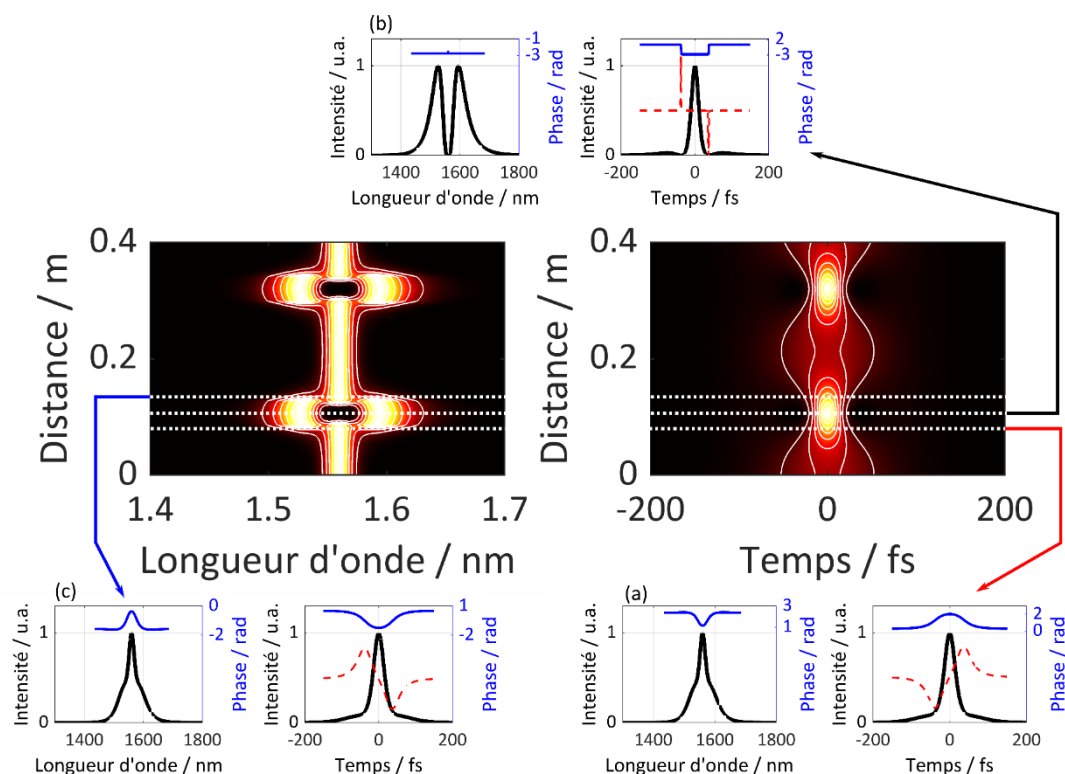 (b)
Intensité / u.a.
1
0
1400 1600 1800
Longueur d'onde / nm
-1
-3
Phase / rad
Intensité / u.a.
1
0
-200 0 200
Temps / fs
2
-3
Phase / rad
Distance / m
0.4
0.2
0
1.4 1.5 1.6 1.7
Longueur d'onde / nm
Distance / m
0.4
0.2
0
-200 0 200
Temps / fs
(c)
Intensité / u.a.
1
0
1400 1600 1800
Longueur d'onde / nm
0
-2
Phase / rad
Intensité / u.a.
1
0
-200 0 200
Temps / fs
1
-2
Phase / rad
(a)
Intensité / u.a.
1
0
1400 1600 1800
Longueur d'onde / nm
3
1
Phase / rad
Intensité / u.a.
1
0
-200 0 200
Temps / fs
2
0
Phase / rad